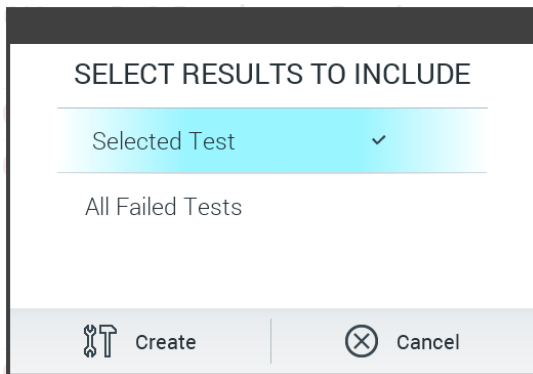 SELECT RESULTS TO INCLUDE
Selected Test
All Failed Tests
Create
Cancel